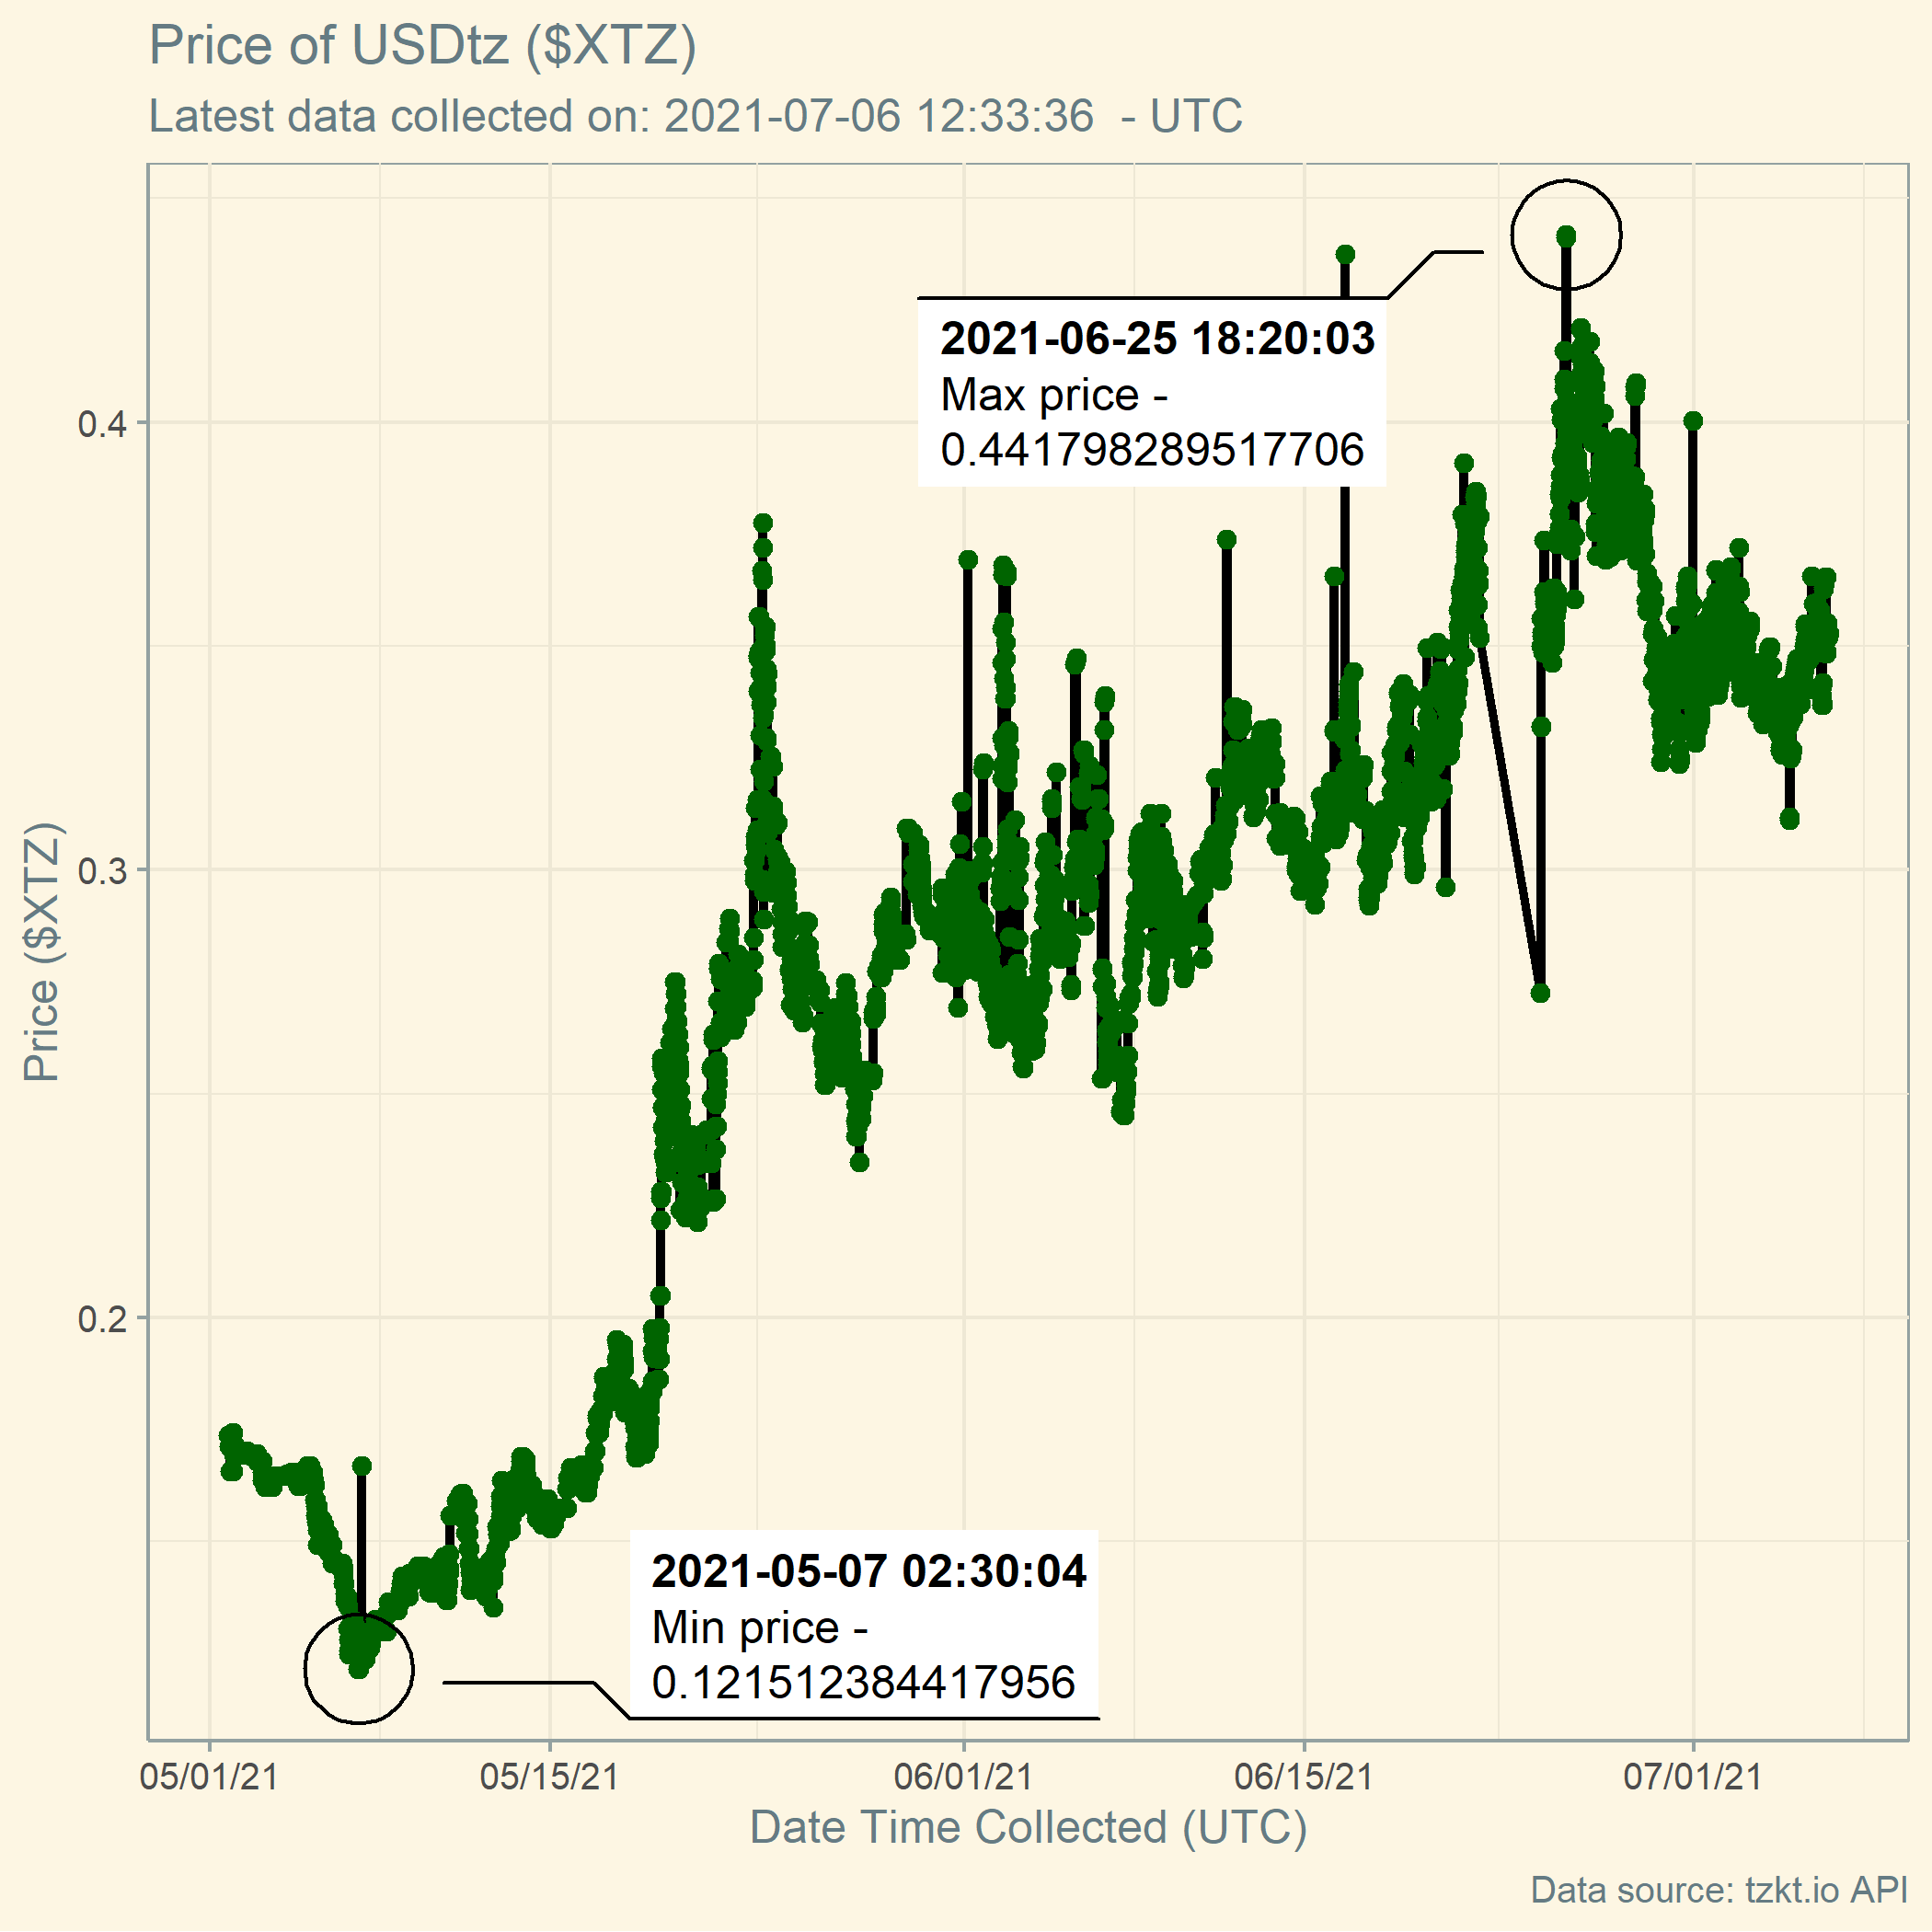 Price of USDtz ($XTZ)
Latest data collected on: 2021-07-06 12:33:36  - UTC
2021-06-25 18:20:03
Max price -
0.441798289517706
0.4
0.3
0.2
Price ($XTZ)
2021-05-07 02:30:04
Min price -
0.121512384417956
05/01/21
05/15/21
06/01/21
06/15/21
07/01/21
Date Time Collected (UTC)
Data source: tzkt.io API